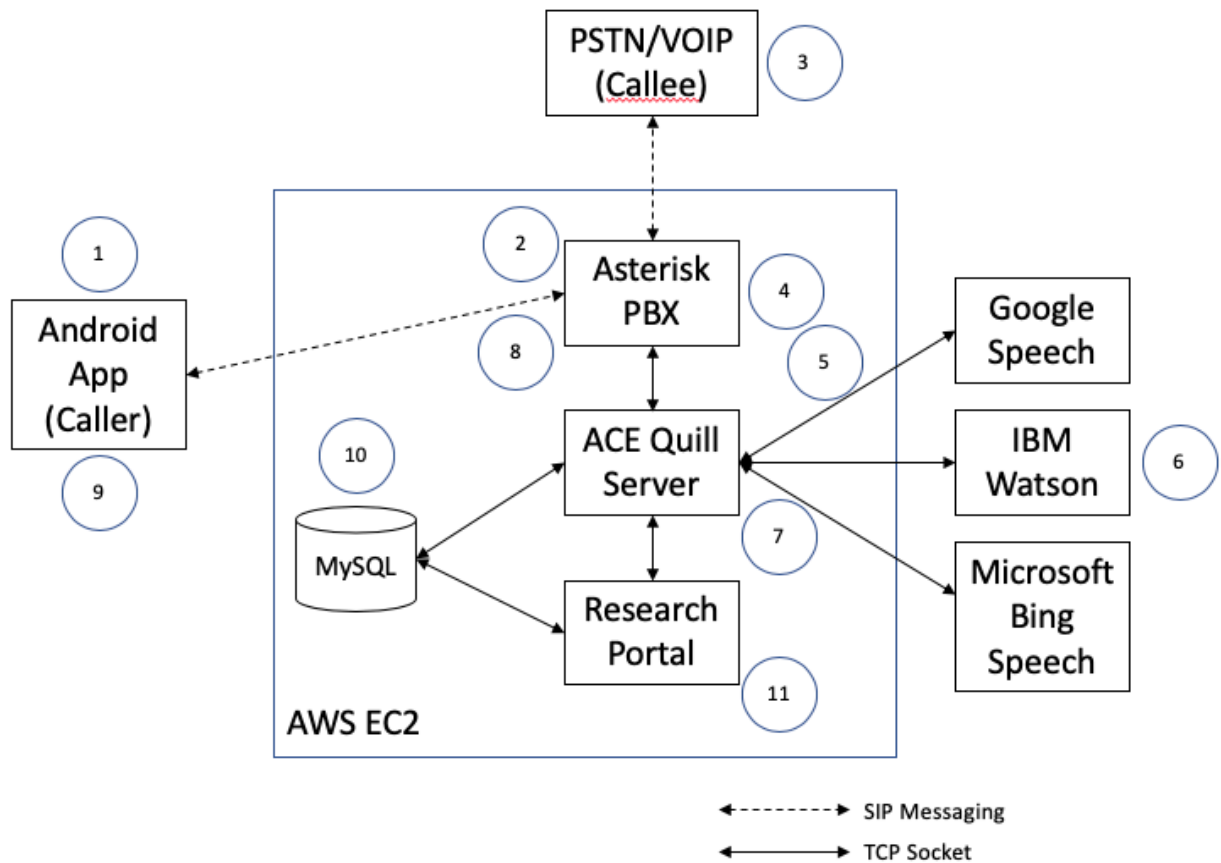 PSTN/VOIP
(Callee)
3
1
2
Asterisk
PBX
4
Android
App
(Caller)
8
5
Google
Speech
10
ACE Quill
Server
IBM
Watson
6
9
7
MySQL
Research
Portal
Microsoft
Bing
Speech
11
AWS EC2
SIP Messaging
TCP Socket